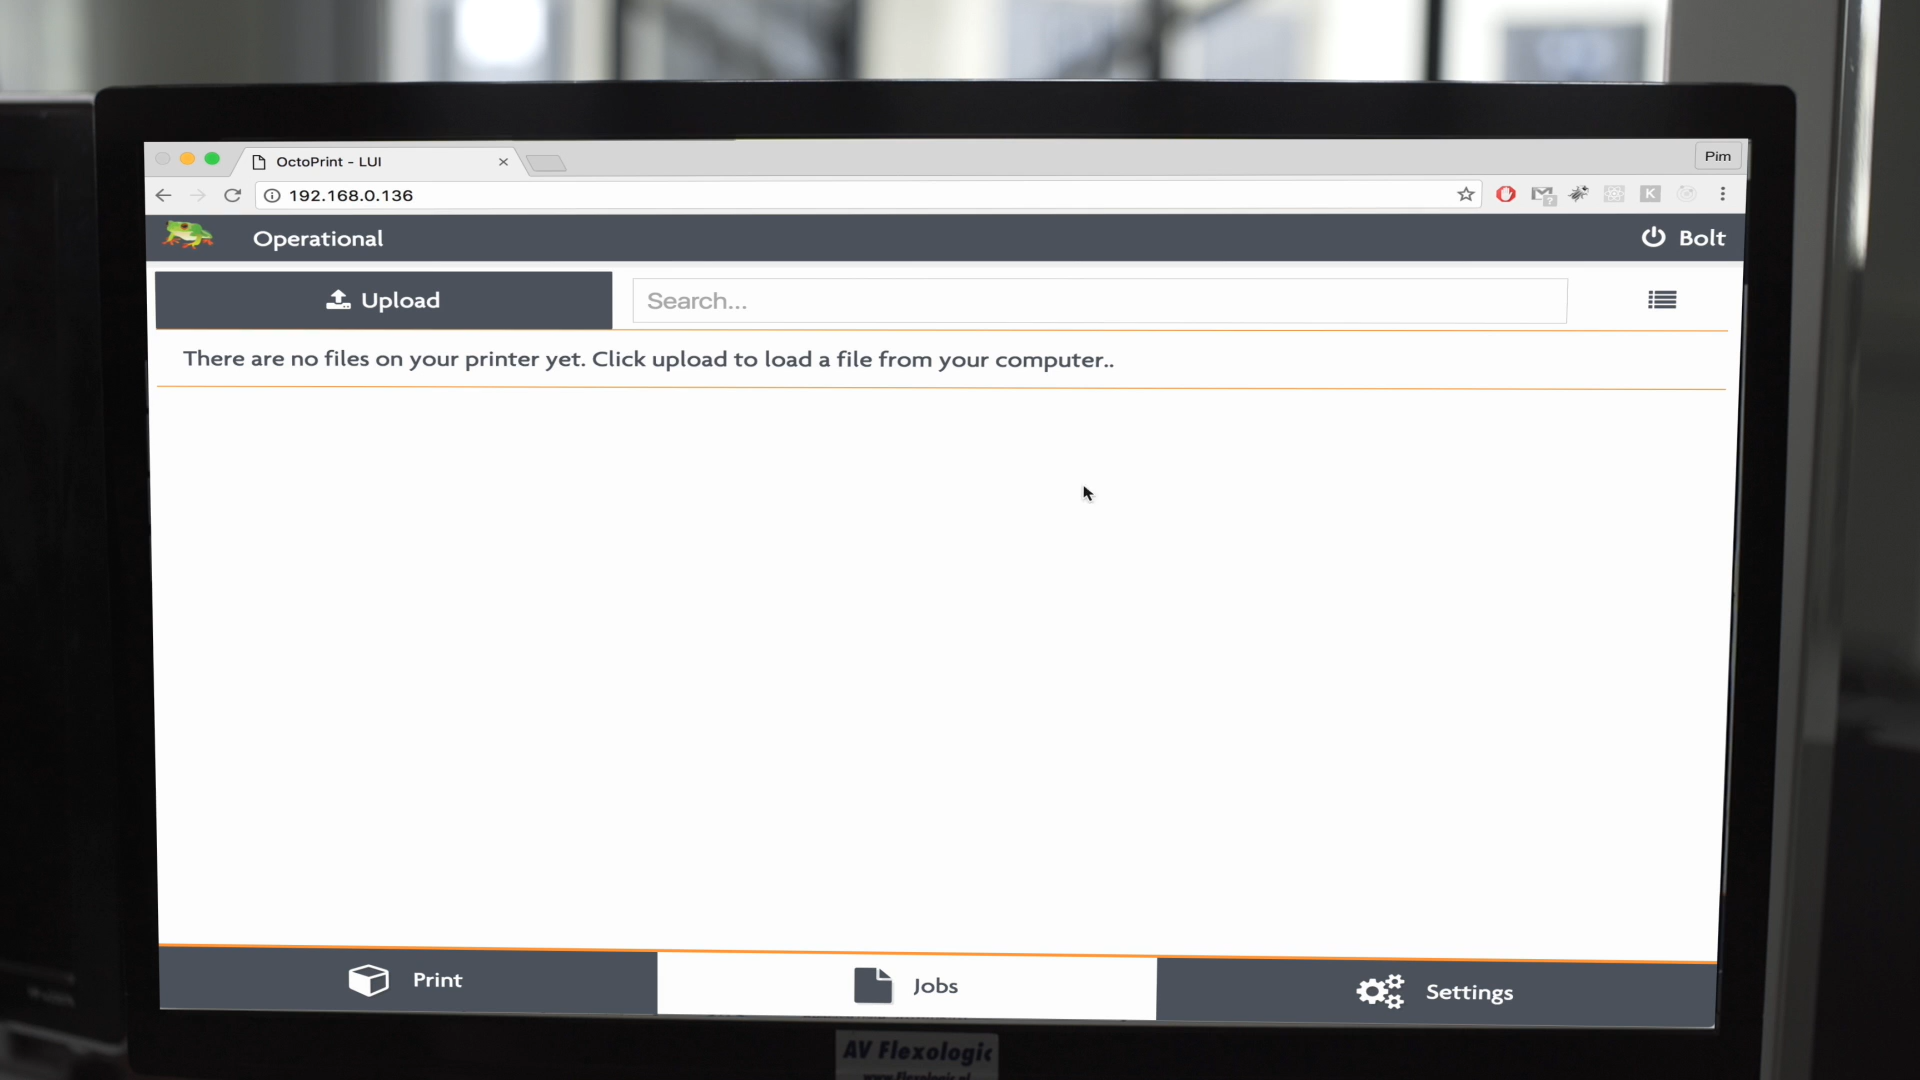 OctoPrint - LUI
Pim
192.168.0.136
K
Operational
Bolt
Upload
Search...
There are no files on your printer yet. Click upload to load a file from your computer..
Print
Jobs
Settings
AV Flexologic